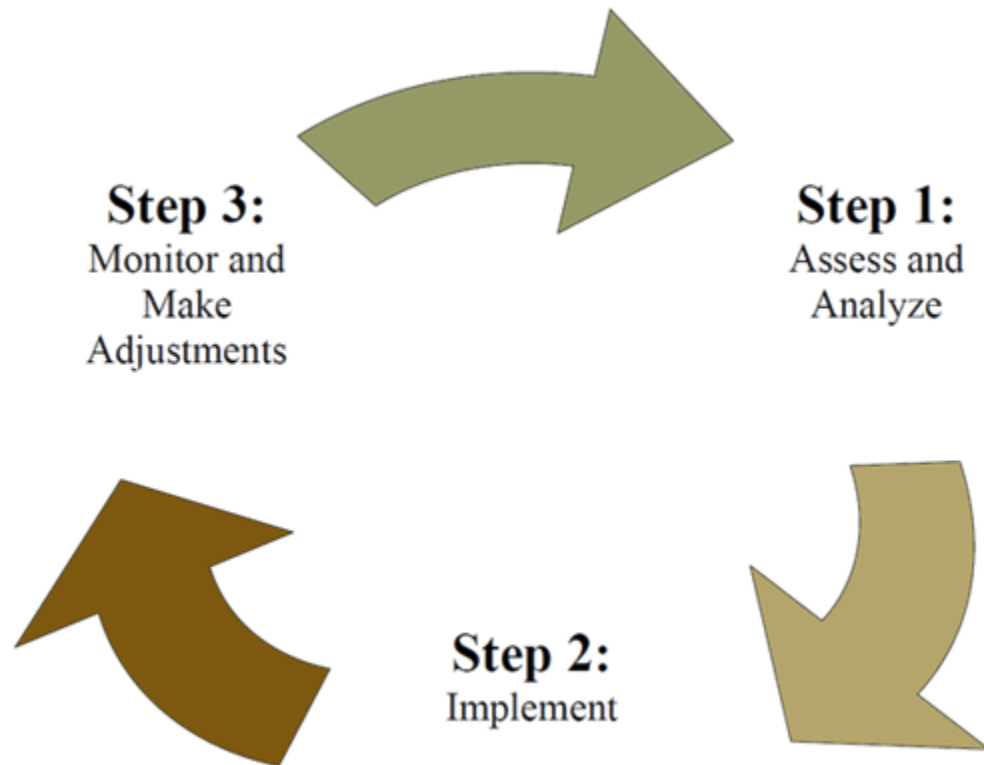 Step 3:
Monitor and
Make
Adjustments
Step 1:
Assess and
Analyze
Step 2:
Implement